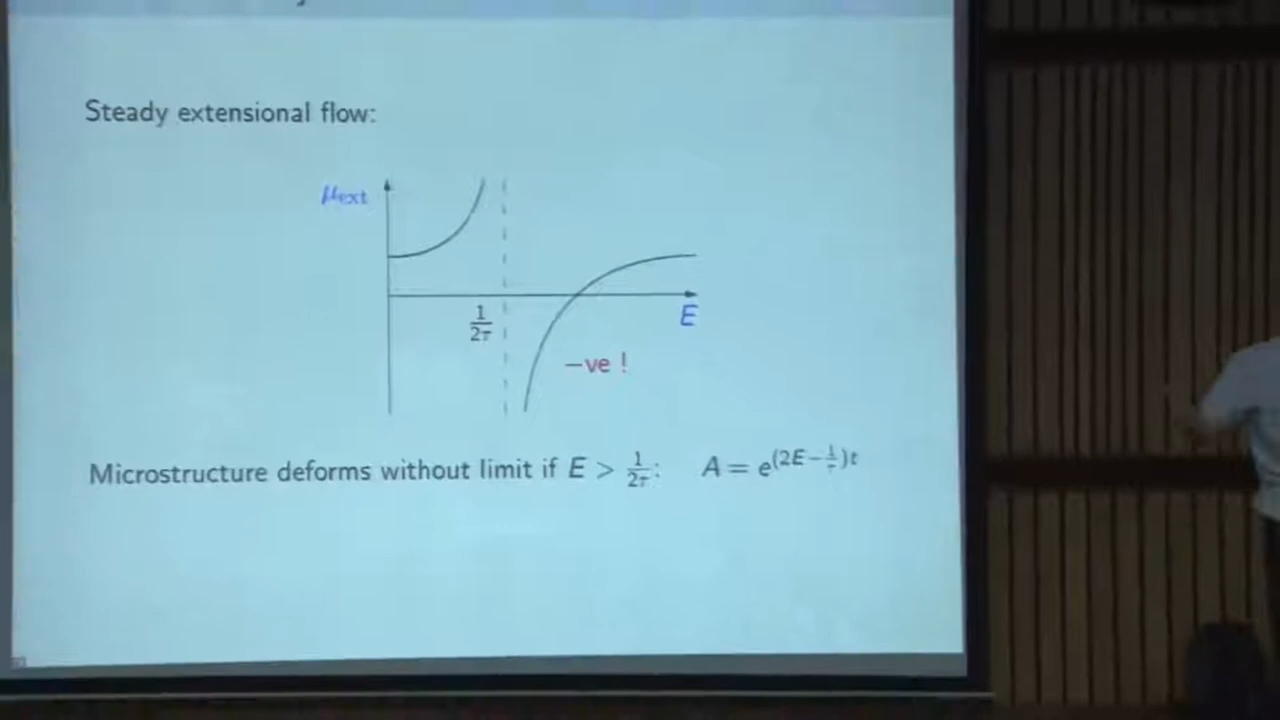 Steady extensional flow:
μext
1/2τ
E
−ve !
Microstructure deforms without limit if E > 1/2τ: A = e^(2E−1/τ)t